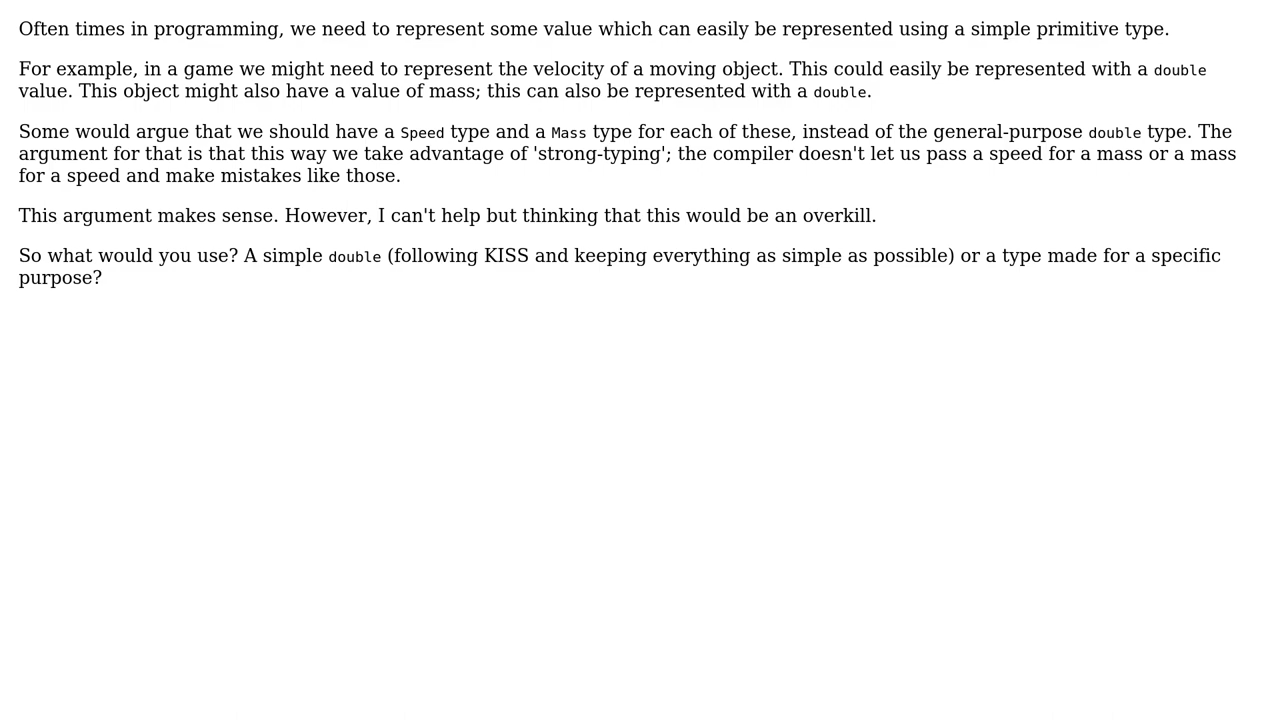 Often times in programming, we need to represent some value which can easily be represented using a simple primitive type.
For example, in a game we might need to represent the velocity of a moving object. This could easily be represented with a double
value. This object might also have a value of mass; this can also be represented with a double.
Some would argue that we should have a Speed type and a Mass type for each of these, instead of the general-purpose double type. The
argument for that is that this way we take advantage of 'strong-typing'; the compiler doesn't let us pass a speed for a mass or a mass
for a speed and make mistakes like those.
This argument makes sense. However, I can't help but thinking that this would be an overkill.
So what would you use? A simple double (following KISS and keeping everything as simple as possible) or a type made for a specific
purpose?